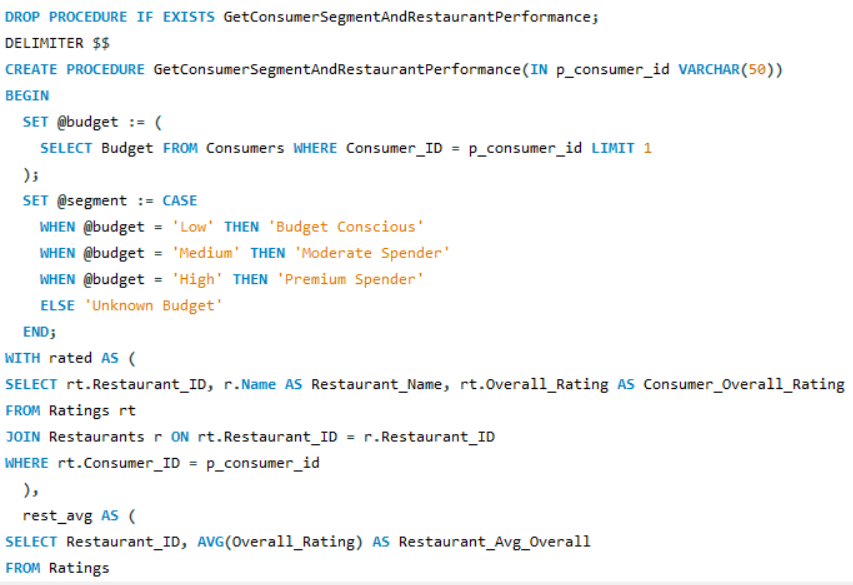 DROP PROCEDURE IF EXISTS GetConsumerSegmentAndRestaurantPerformance;
DELIMITER $$
CREATE PROCEDURE GetConsumerSegmentAndRestaurantPerformance(IN p_consumer_id VARCHAR(50))
BEGIN
  SET @budget := (
    SELECT Budget FROM Consumers WHERE Consumer_ID = p_consumer_id LIMIT 1
  );
  SET @segment := CASE
    WHEN @budget = 'Low' THEN 'Budget Conscious'
    WHEN @budget = 'Medium' THEN 'Moderate Spender'
    WHEN @budget = 'High' THEN 'Premium Spender'
    ELSE 'Unknown Budget'
  END;
WITH rated AS (
SELECT rt.Restaurant_ID, r.Name AS Restaurant_Name, rt.Overall_Rating AS Consumer_Overall_Rating
FROM Ratings rt
JOIN Restaurants r ON rt.Restaurant_ID = r.Restaurant_ID
WHERE rt.Consumer_ID = p_consumer_id
  ),
  rest_avg AS (
SELECT Restaurant_ID, AVG(Overall_Rating) AS Restaurant_Avg_Overall
FROM Ratings